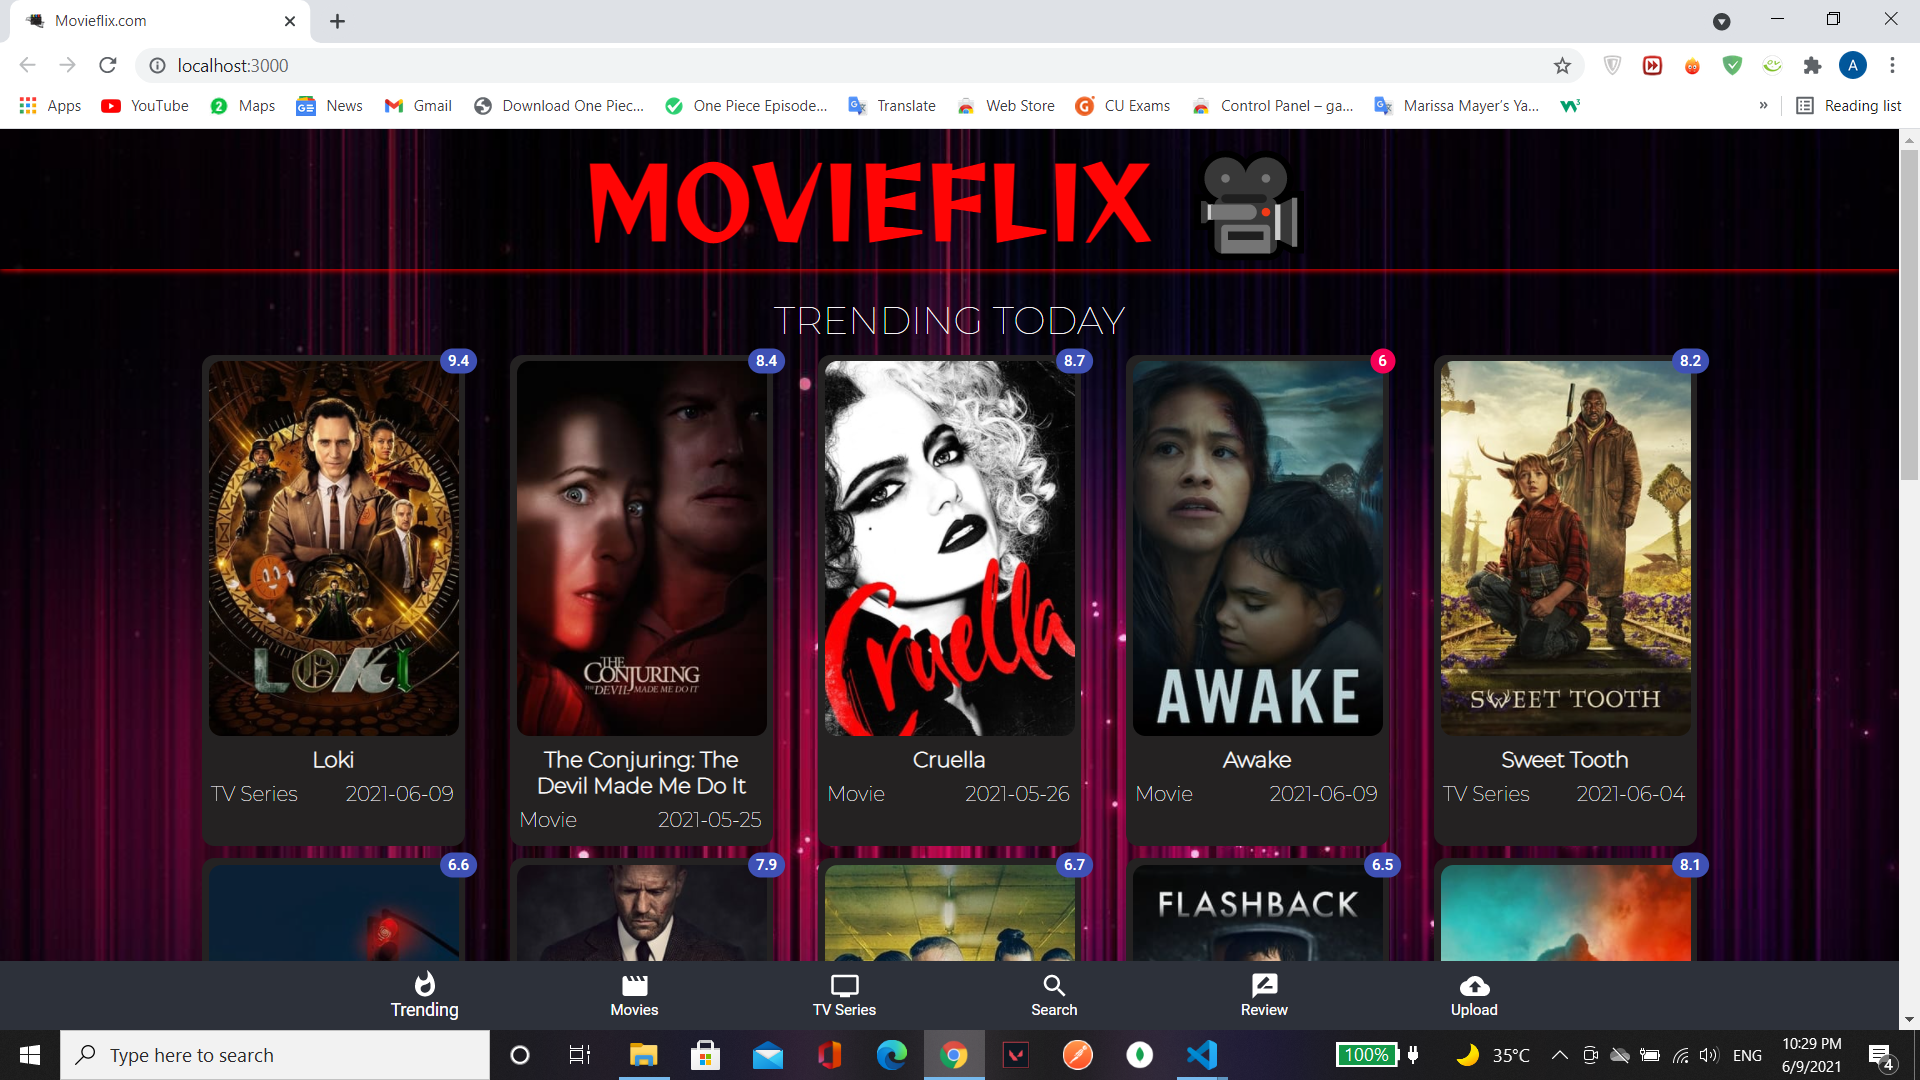 Movieflix.com
localhost:3000
A
Apps YouTube Maps News Gmail Download One Piec... One Piece Episode... Translate Web Store CU Exams Control Panel – ga... Marissa Mayer's Ya... » Reading list
MOVIEFLIX
TRENDING TODAY
9.4 8.4 8.7 6 8.2
LOKI
THE CONJURING
THE DEVIL MADE ME DO IT
Cruella
AWAKE
SWEET TOOTH
Loki
TV Series 2021-06-09
The Conjuring: The
Devil Made Me Do It
Movie 2021-05-25
Cruella
Movie 2021-05-26
Awake
Movie 2021-06-09
Sweet Tooth
TV Series 2021-06-04
6.6 7.9 6.7 6.5 8.1
FLASHBACK
Trending Movies TV Series Search Review Upload
Type here to search
100% 35°C ENG
10:29 PM
6/9/2021
4